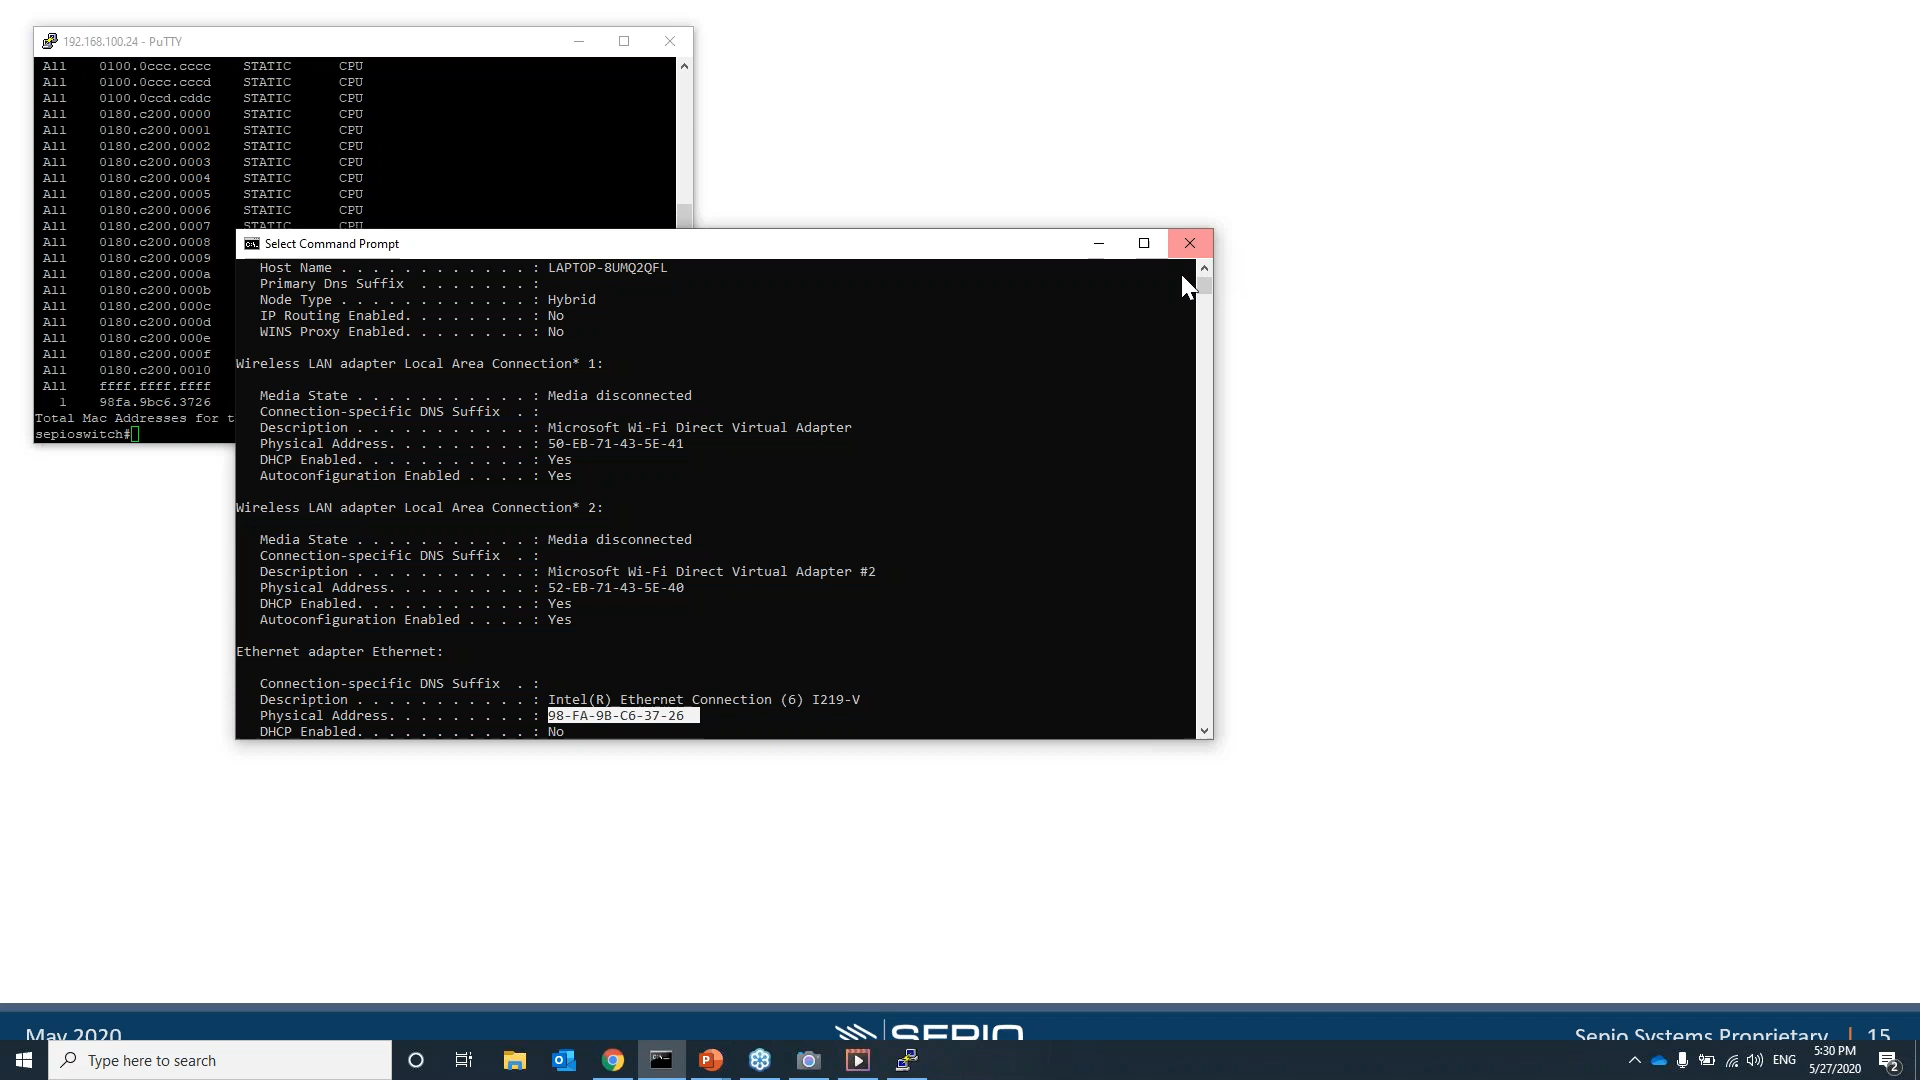 192.168.100.24 - PuTTY
All 0100.0ccc.cccc STATIC CPU
All 0100.0ccc.cccd STATIC CPU
All 0100.0ccd.cddc STATIC CPU
All 0180.c200.0000 STATIC CPU
All 0180.c200.0001 STATIC CPU
All 0180.c200.0002 STATIC CPU
All 0180.c200.0003 STATIC CPU
All 0180.c200.0004 STATIC CPU
All 0180.c200.0005 STATIC CPU
All 0180.c200.0006 STATIC CPU
All 0180.c200.0007 STATIC CPU
All 0180.c200.0008
All 0180.c200.0009
All 0180.c200.000a
All 0180.c200.000b
All 0180.c200.000c
All 0180.c200.000d
All 0180.c200.000e
All 0180.c200.000f
All 0180.c200.0010
All ffff.ffff.ffff
1 98fa.9bc6.3726
Total Mac Addresses for t
sepioswitch#
Select Command Prompt
Host Name . . . . . . . . . . . . : LAPTOP-8UMQ2QFL
Primary Dns Suffix . . . . . . . :
Node Type . . . . . . . . . . . . : Hybrid
IP Routing Enabled. . . . . . . . : No
WINS Proxy Enabled. . . . . . . . : No
Wireless LAN adapter Local Area Connection* 1:
Media State . . . . . . . . . . . : Media disconnected
Connection-specific DNS Suffix . :
Description . . . . . . . . . . . : Microsoft Wi-Fi Direct Virtual Adapter
Physical Address. . . . . . . . . : 50-EB-71-43-5E-41
DHCP Enabled. . . . . . . . . . . : Yes
Autoconfiguration Enabled . . . . : Yes
Wireless LAN adapter Local Area Connection* 2:
Media State . . . . . . . . . . . : Media disconnected
Connection-specific DNS Suffix . :
Description . . . . . . . . . . . : Microsoft Wi-Fi Direct Virtual Adapter #2
Physical Address. . . . . . . . . : 52-EB-71-43-5E-40
DHCP Enabled. . . . . . . . . . . : Yes
Autoconfiguration Enabled . . . . : Yes
Ethernet adapter Ethernet:
Connection-specific DNS Suffix . :
Description . . . . . . . . . . . : Intel(R) Ethernet Connection (6) I219-V
Physical Address. . . . . . . . . : 98-FA-9B-C6-37-26
DHCP Enabled. . . . . . . . . . . : No
May 2020
SEPIO
Sepio Systems Proprietary | 15
Type here to search
ENG
5:30 PM
5/27/2020
2